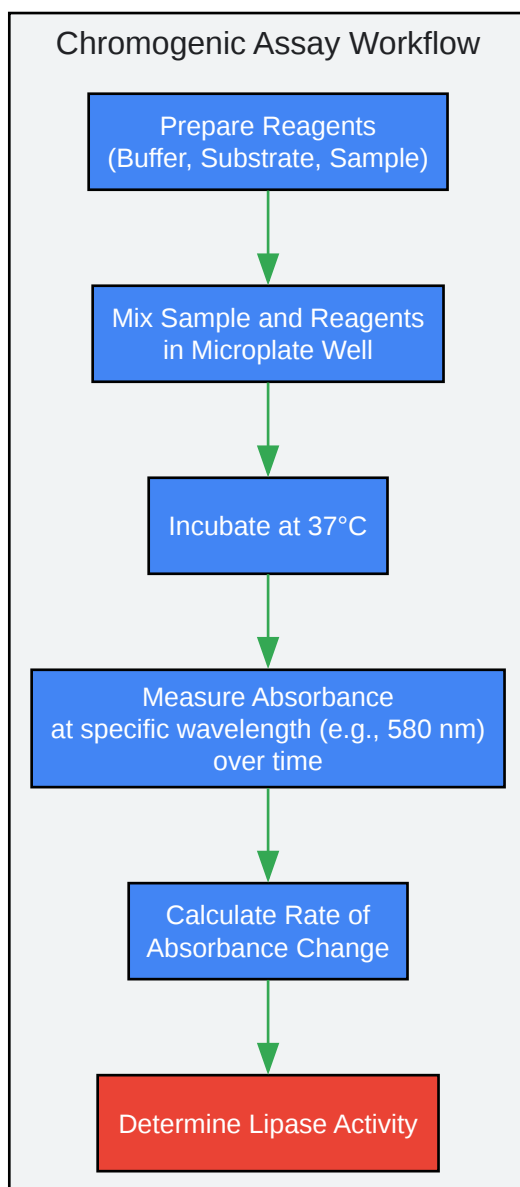 Chromogenic Assay Workflow
Prepare Reagents
(Buffer, Substrate, Sample)
Mix Sample and Reagents
in Microplate Well
Incubate at 37°C
Measure Absorbance
at specific wavelength (e.g., 580 nm)
over time
Calculate Rate of
Absorbance Change
Determine Lipase Activity